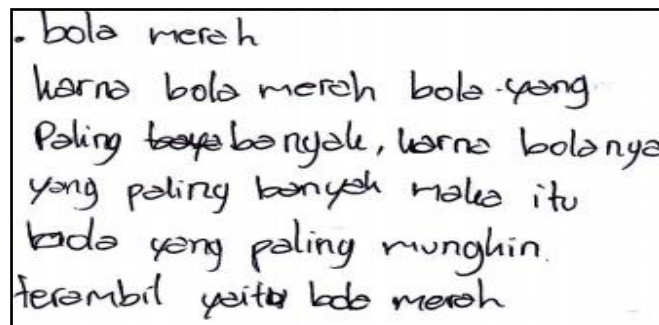 . bola merah
karna bola merah bola yang
Paling banyak, karna bolanya
yang paling banyak maka itu
bola yang paling mungkin.
terambil yaitu bola merah